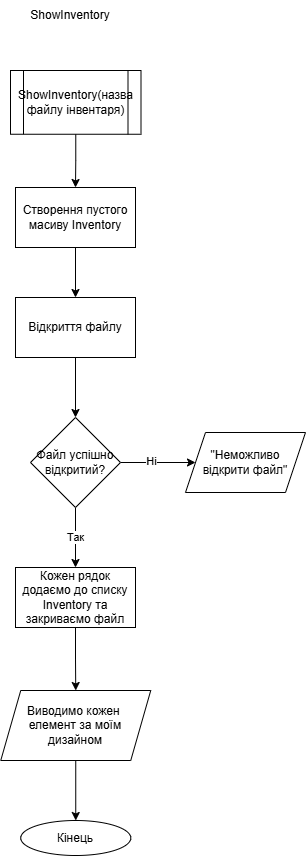 ShowInventory
ShowInventory(назва
файлу інвентаря)
Створення пустого
масиву Inventory
Відкриття файлу
Файл успішно
відкритий?
Ні
"Неможливо
відкрити файл"
Так
Кожен рядок
додаємо до списку
Inventory та
закриваємо файл
Виводимо кожен
елемент за моїм
дизайном
Кінець